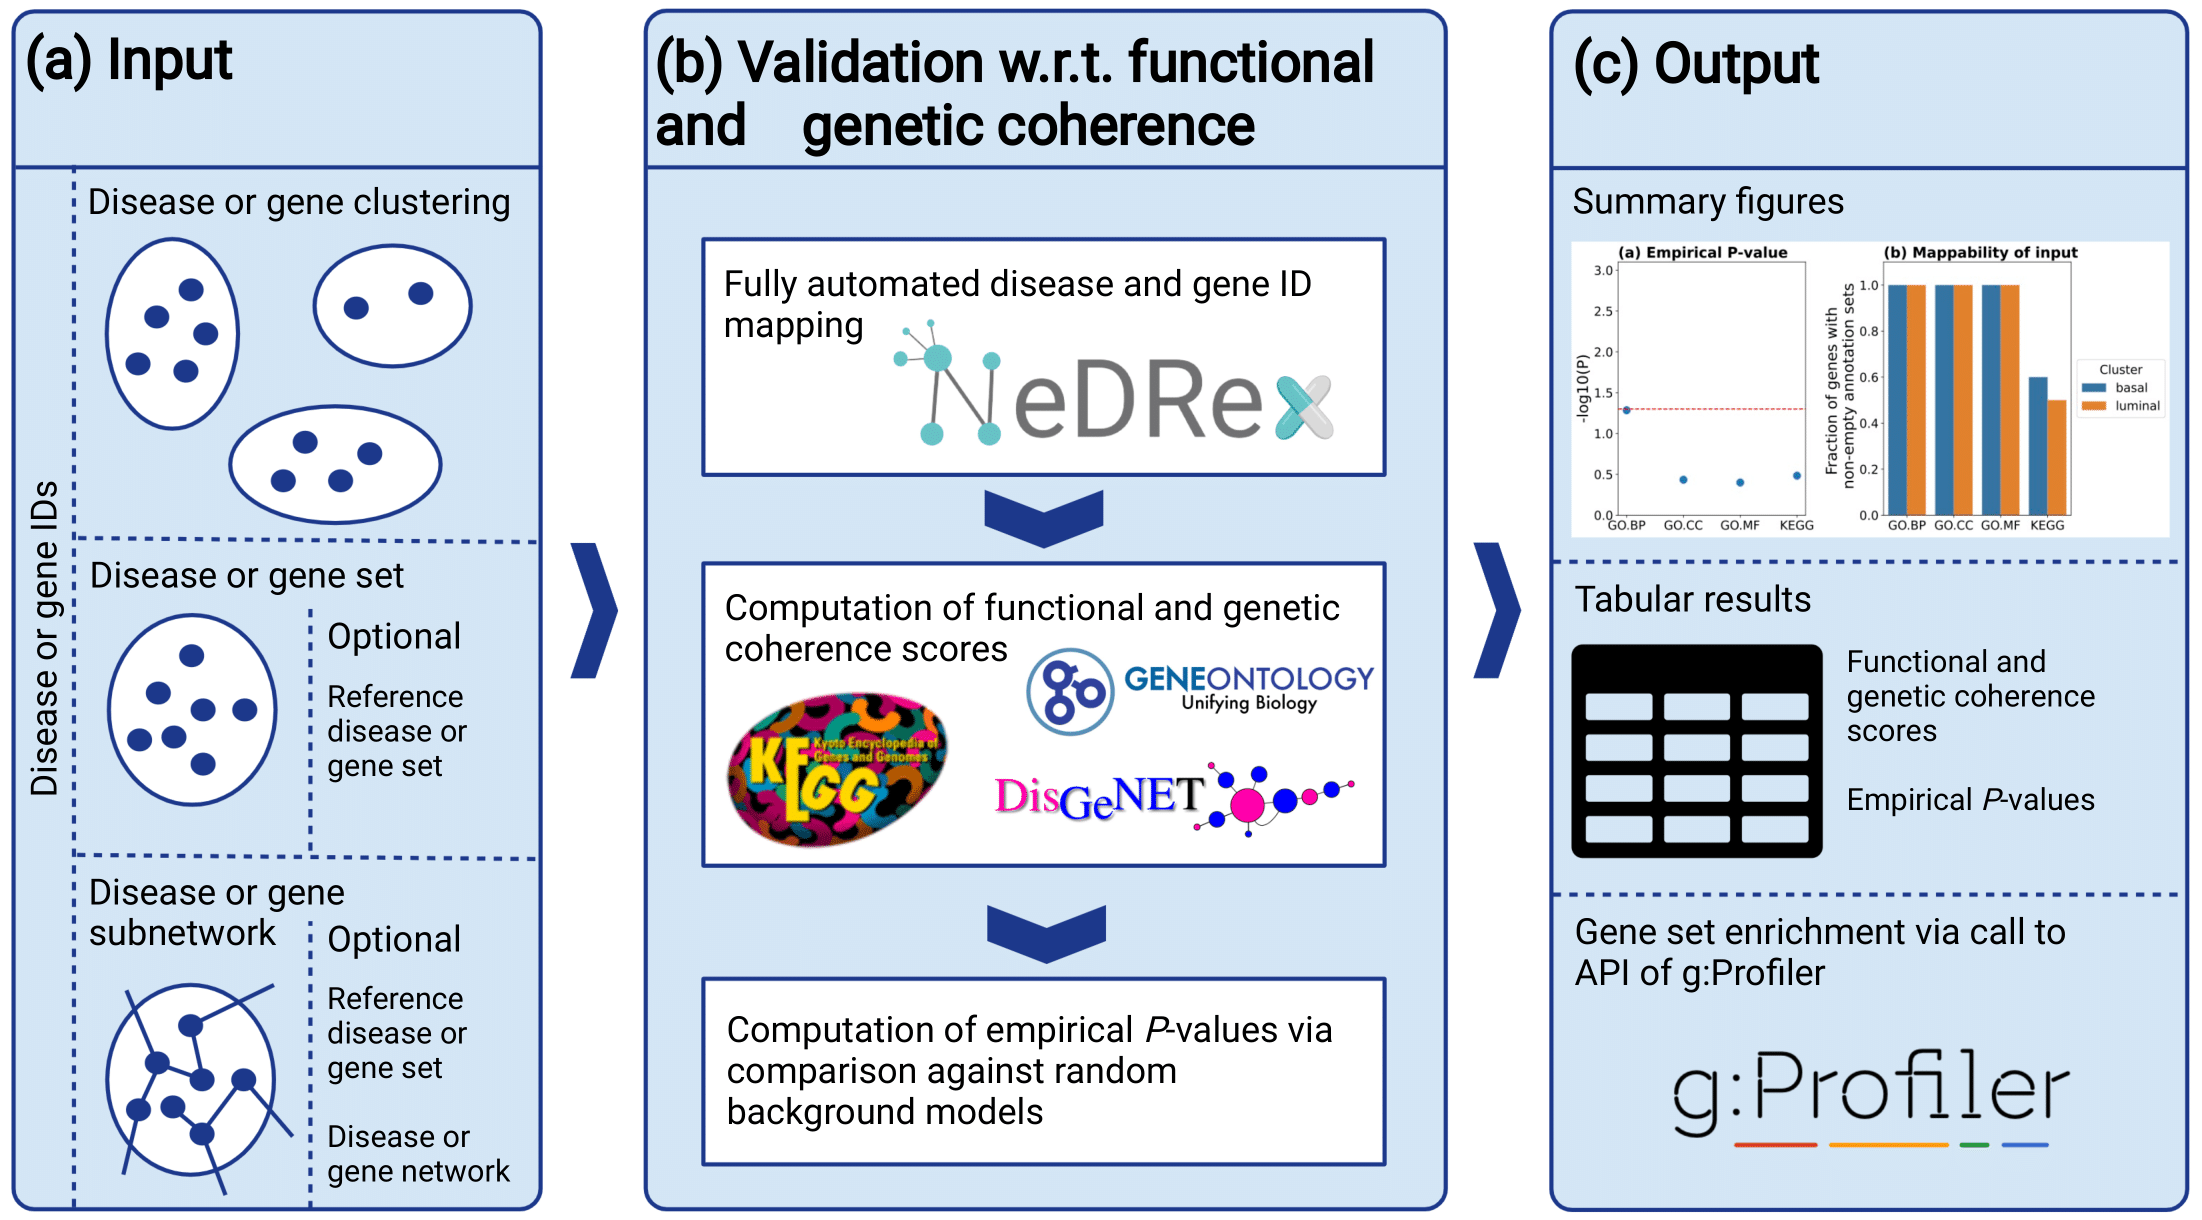 (a) Input
Disease or gene IDs
Disease or gene clustering
Disease or gene set
Optional
Reference
disease or
gene set
Disease or gene
subnetwork
Optional
Reference
disease or
gene set
Disease or
gene network
(b) Validation w.r.t. functional
and genetic coherence
Fully automated disease and gene ID
mapping
NeDRex
Computation of functional and genetic
coherence scores
GENEONTOLOGY
Unifying Biology
KEGG
Kyoto Encyclopedia of
Genes and Genomes
DisGeNET
Computation of empirical P-values via
comparison against random
background models
(c) Output
Summary figures
(a) Empirical P-value
-log10(P)
3.0
2.5
2.0
1.5
1.0
0.5
0.0
GO.BP GO.CC GO.MF KEGG
(b) Mappability of input
Fraction of genes with
non-empty annotation sets
1.0
0.8
0.6
0.4
0.2
0.0
GO.BP GO.CC GO.MF KEGG
Cluster
basal
luminal
Tabular results
Functional and
genetic coherence
scores
Empirical P-values
Gene set enrichment via call to
API of g:Profiler
g:Profiler